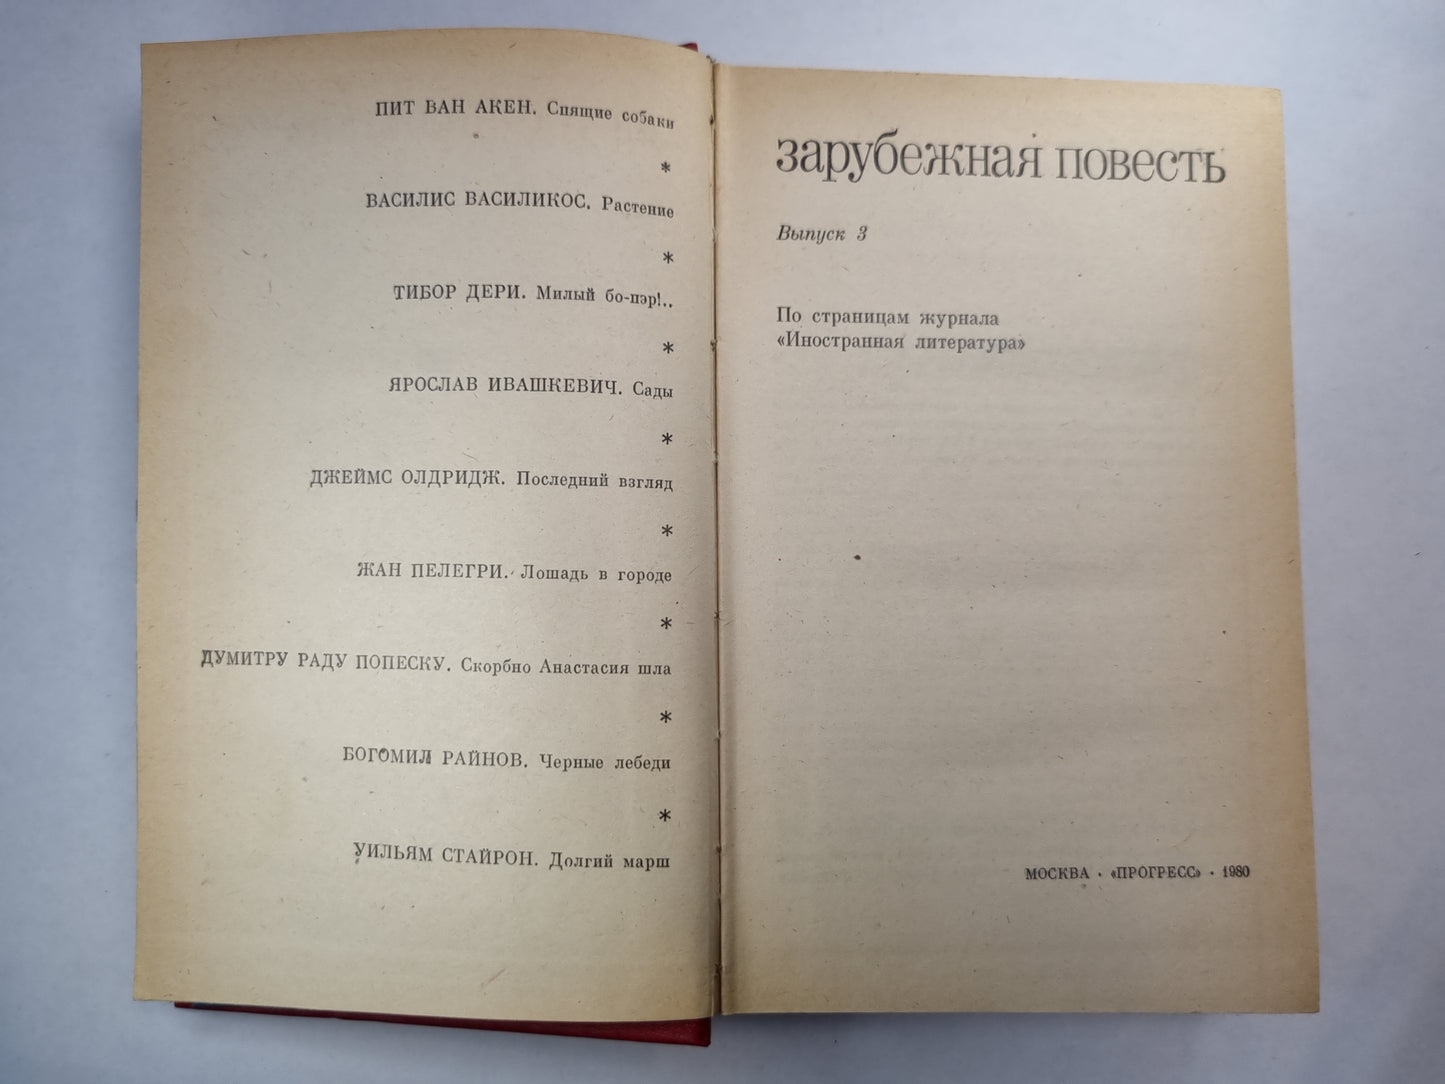 ПИТ ВАН АКЕН. Спящие собаки
*
ВАСИЛИС ВАСИЛИКОС. Растение
*
ТИБОР ДЕРИ. Милый бо-пэр!..
*
ЯРОСЛАВ ИВАШКЕВИЧ. Сады
*
ДЖЕЙМС ОЛДРИДЖ. Последний взгляд
*
ЖАН ПЕЛЕГРИ. Лошадь в городе
*
ДУМИТРУ РАДУ ПОПЕСКУ. Скорбно Анастасия шла
*
БОГОМИЛ РАЙНОВ. Черные лебеди
*
УИЛЬЯМ СТАЙРОН. Долгий марш
зарубежная повесть
Выпуск 3
По страницам журнала
«Иностранная литература»
МОСКВА · «ПРОГРЕСС» · 1980